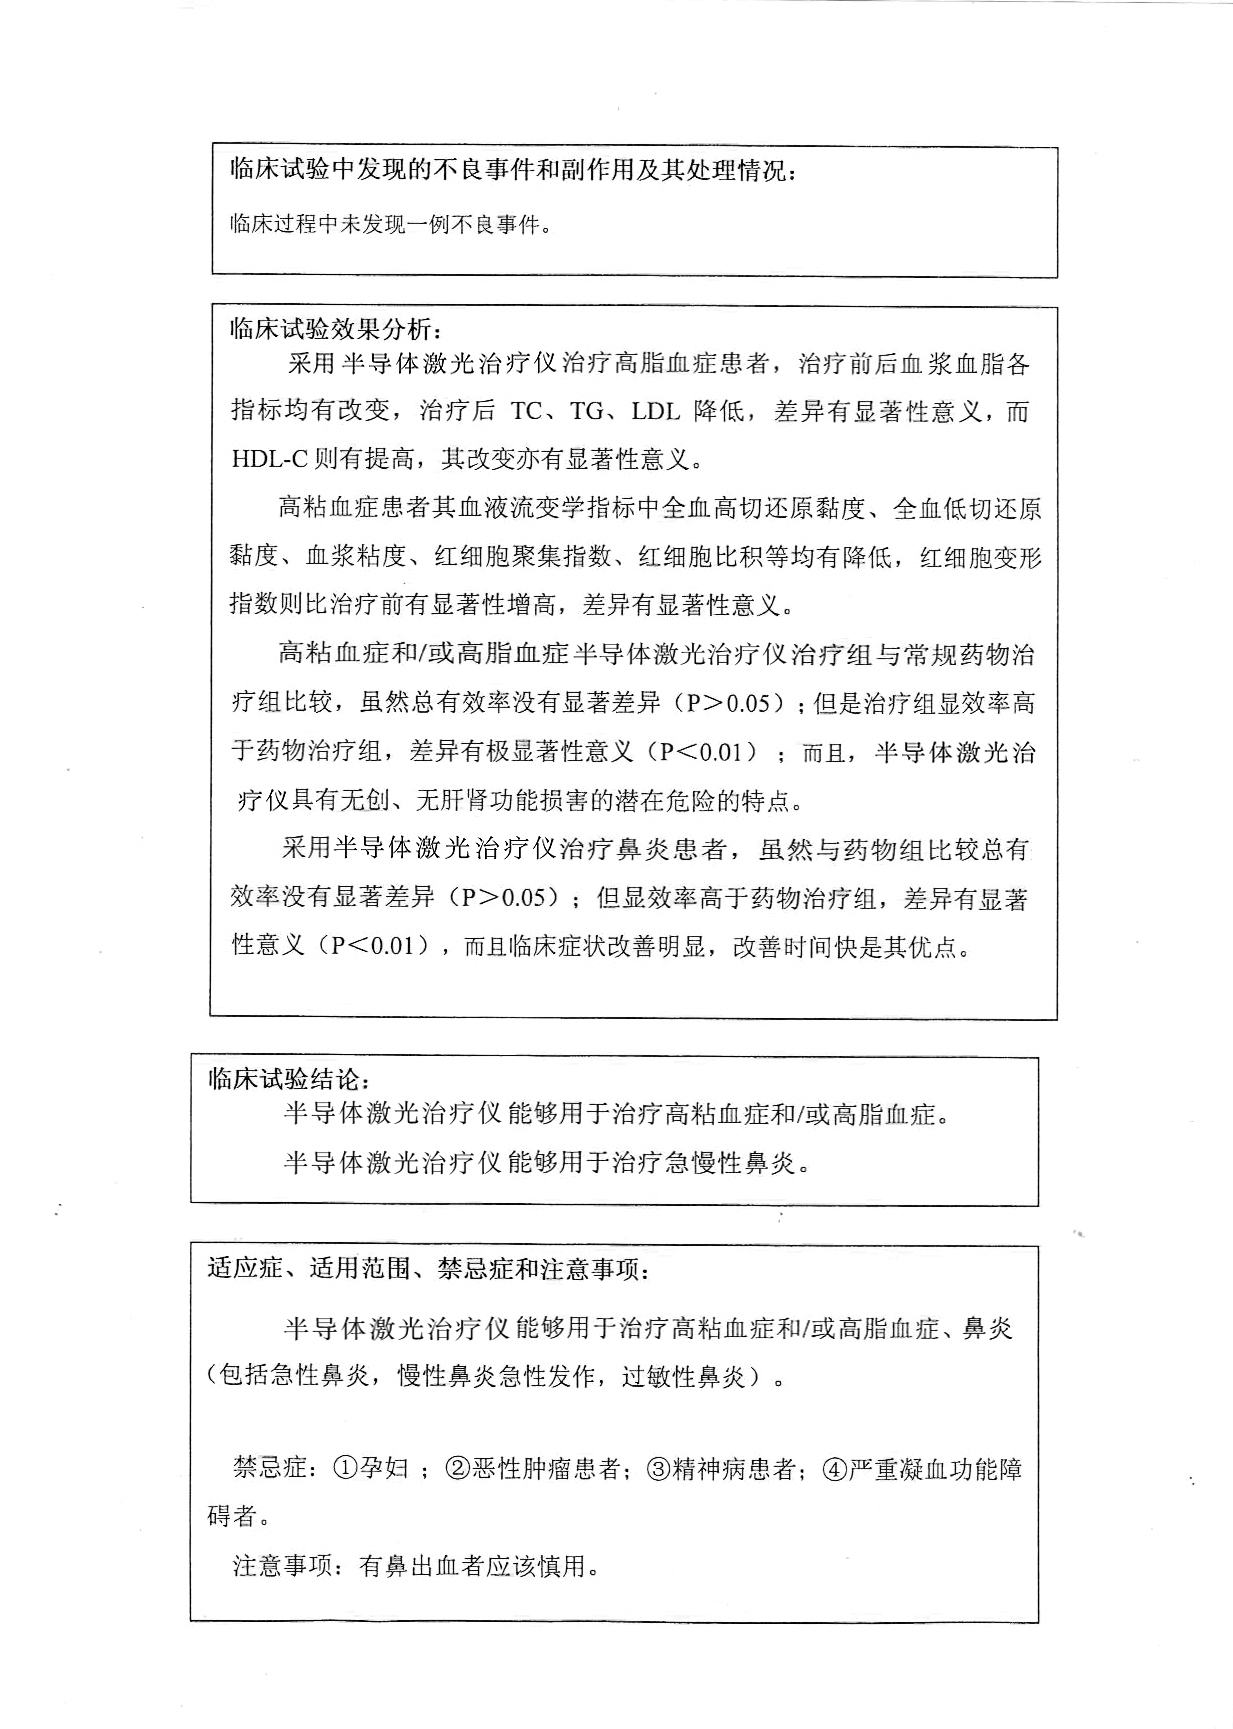 临床试验中发现的不良事件和副作用及其处理情况：
临床过程中未发现一例不良事件。
临床试验效果分析：
采用半导体激光治疗仪治疗高脂血症患者，治疗前后血浆血脂各
指标均有改变，治疗后 TC、TG、LDL 降低，差异有显著性意义，而
HDL-C 则有提高，其改变亦有显著性意义。
高粘血症患者其血液流变学指标中全血高切还原黏度、全血低切还原
黏度、血浆粘度、红细胞聚集指数、红细胞比积等均有降低，红细胞变形
指数则比治疗前有显著性增高，差异有显著性意义。
高粘血症和/或高脂血症半导体激光治疗仪治疗组与常规药物治
疗组比较，虽然总有效率没有显著差异（P＞0.05）；但是治疗组显效率高
于药物治疗组，差异有极显著性意义（P＜0.01）；而且，半导体激光治
疗仪具有无创、无肝肾功能损害的潜在危险的特点。
采用半导体激光治疗仪治疗鼻炎患者，虽然与药物组比较总有
效率没有显著差异（P＞0.05）；但显效率高于药物治疗组，差异有显著
性意义（P＜0.01），而且临床症状改善明显，改善时间快是其优点。
临床试验结论：
半导体激光治疗仪能够用于治疗高粘血症和/或高脂血症。
半导体激光治疗仪能够用于治疗急慢性鼻炎。
适应症、适用范围、禁忌症和注意事项：
半导体激光治疗仪能够用于治疗高粘血症和/或高脂血症、鼻炎
（包括急性鼻炎，慢性鼻炎急性发作，过敏性鼻炎）。
禁忌症：①孕妇；②恶性肿瘤患者；③精神病患者；④严重凝血功能障
碍者。
注意事项：有鼻出血者应该慎用。